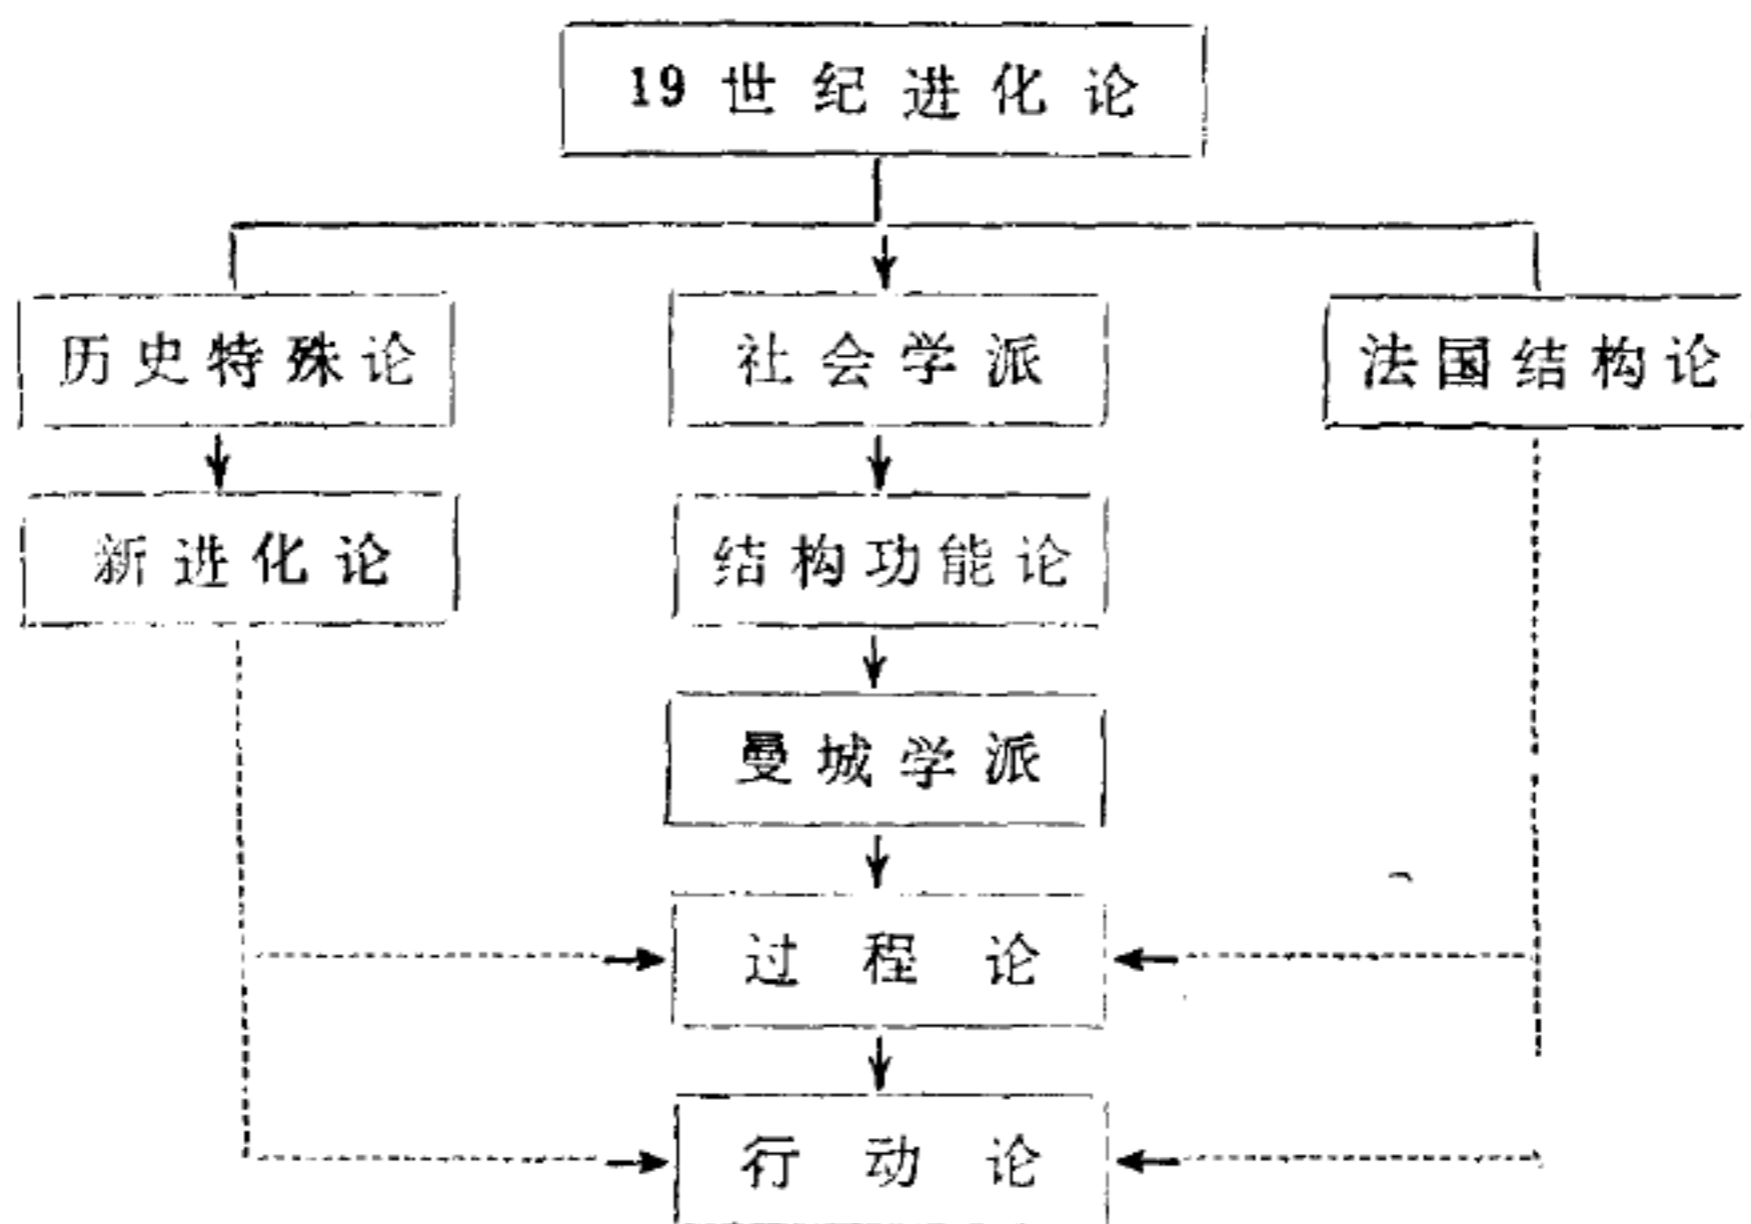 19世纪进化论
历史特殊论
社会学派
法国结构论
新进化论
结构功能论
曼城学派
过程论
行动论